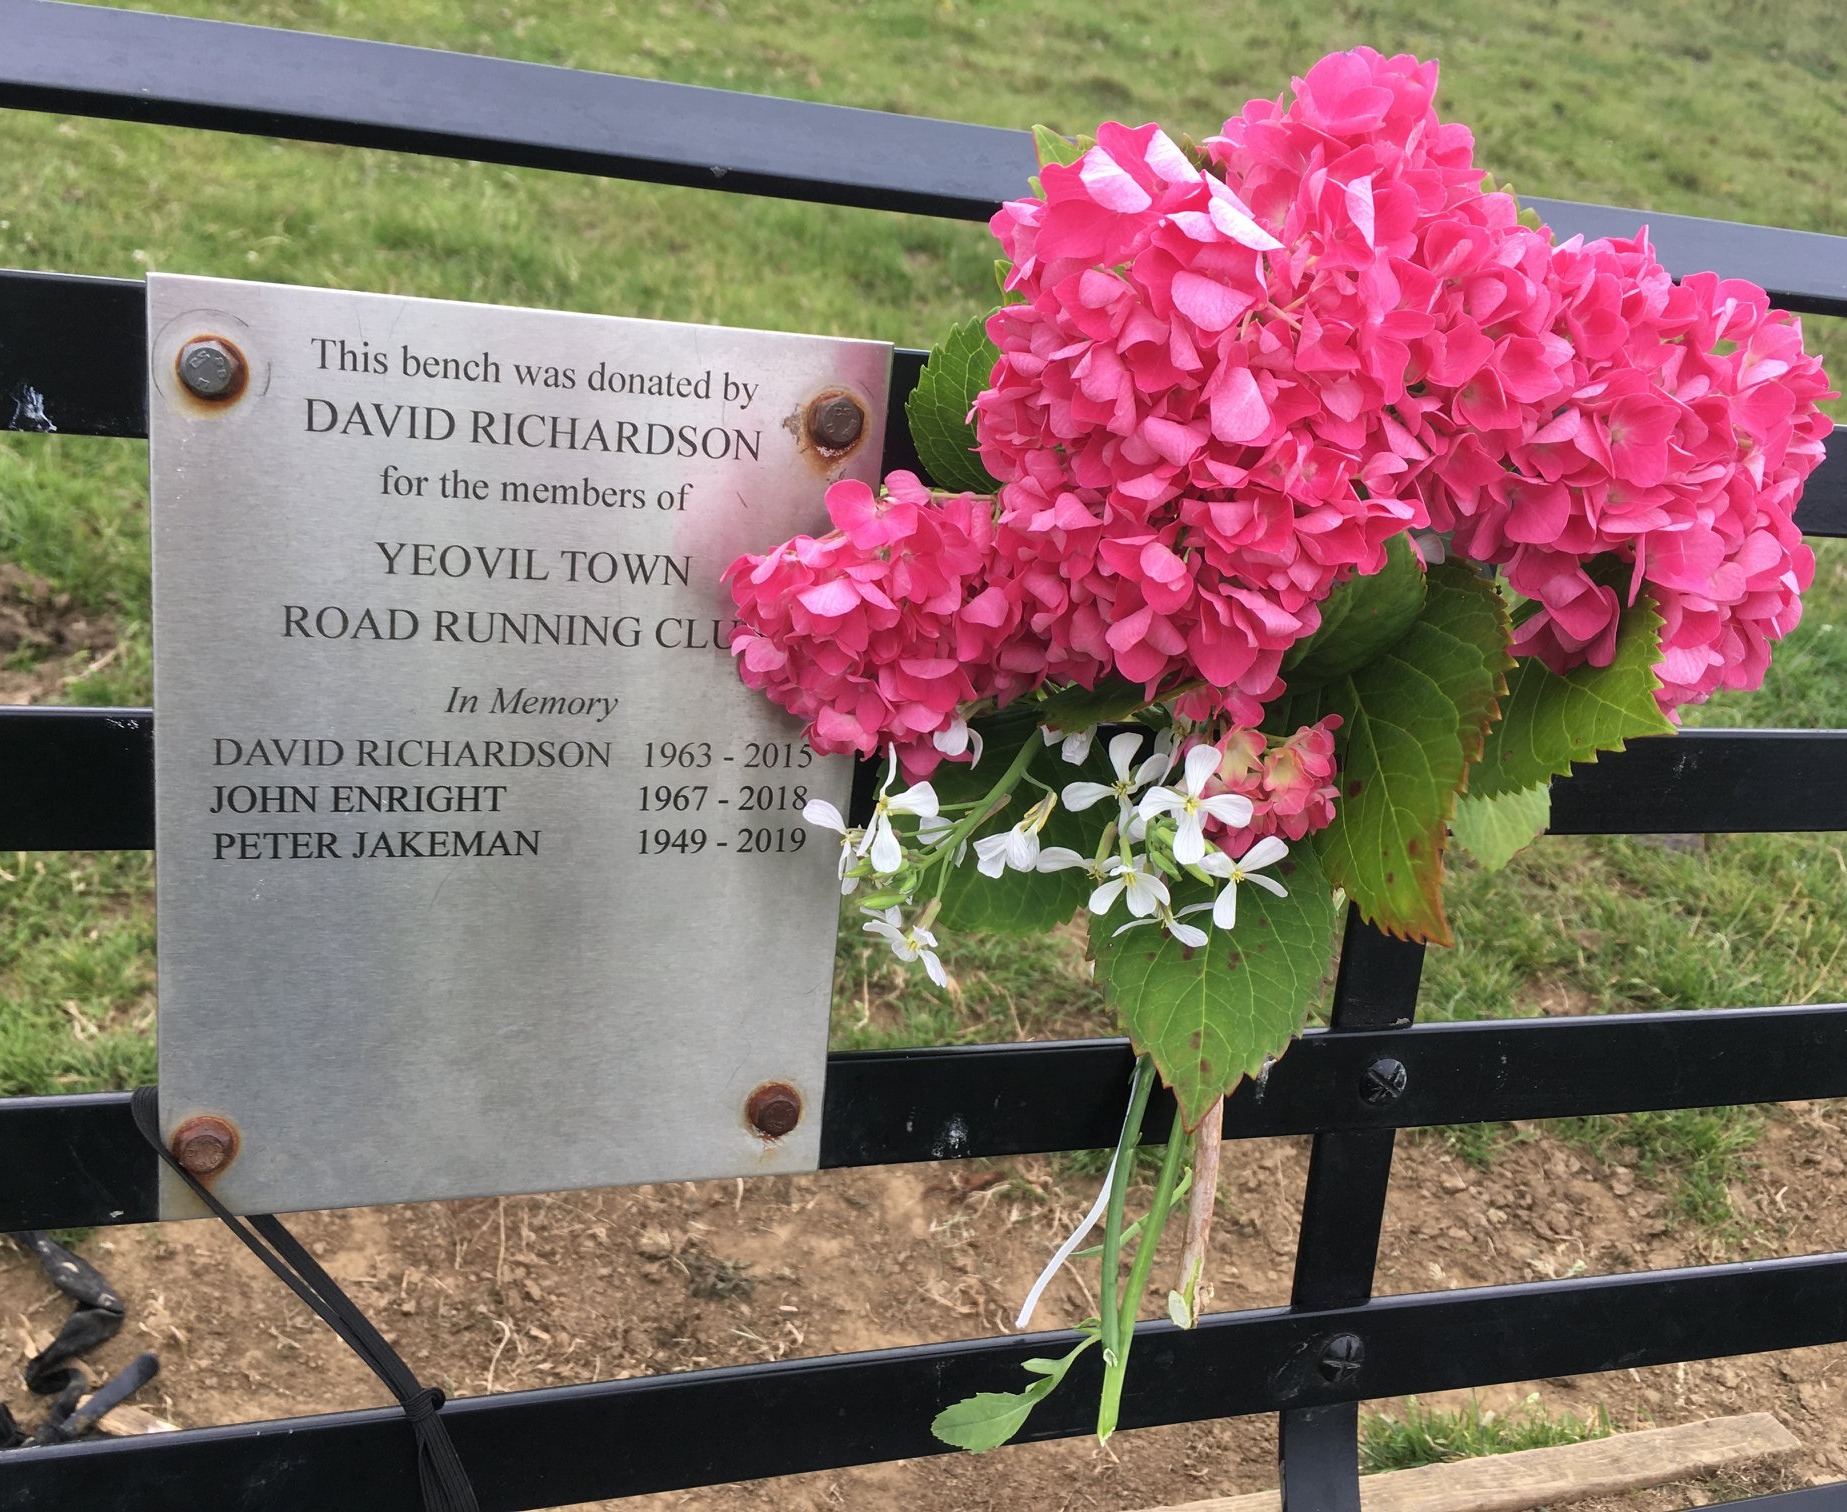 This bench was donated by
DAVID RICHARDSON
for the members of
YEOVIL TOWN
ROAD RUNNING
In Memory
DAVID RICHARDSON 1963 - 2015
JOHN ENRIGHT 1967 - 2018
PETER JAKEMAN 1949 - 2019